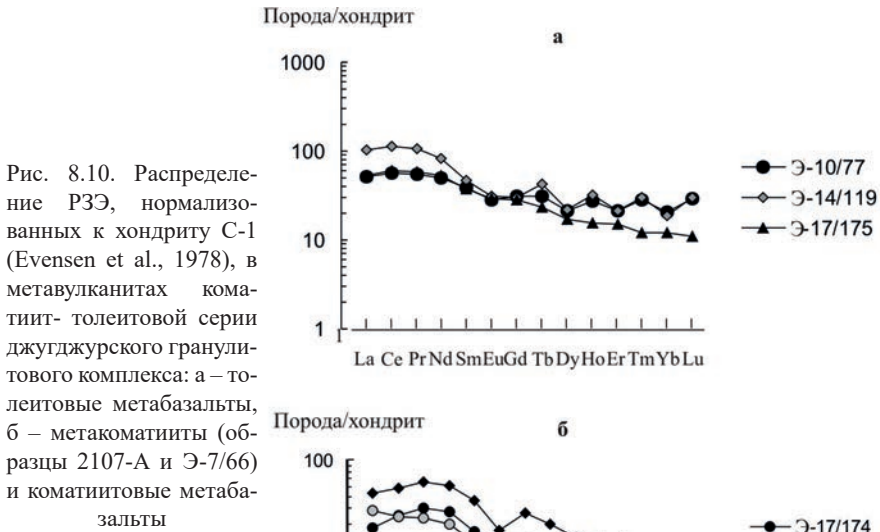 Рис. 8.10. Распределе-
ние РЗЭ, нормализо-
ванных к хондриту С-1
(Evensen et al., 1978), в
метавулканитах кома-
тиит- толеитовой серии
джугджурского гранули-
тового комплекса: а – то-
леитовые метабазальты,
б – метакоматииты (об-
разцы 2107-А и Э-7/66)
и коматиитовые метаба-
зальты
Порода/хондрит
а
1000
100
10
1
La Ce Pr Nd Sm Eu Gd Tb Dy Ho Er Tm Yb Lu
Э-10/77
Э-14/119
Э-17/175
Порода/хондрит
б
100
Э-17/174